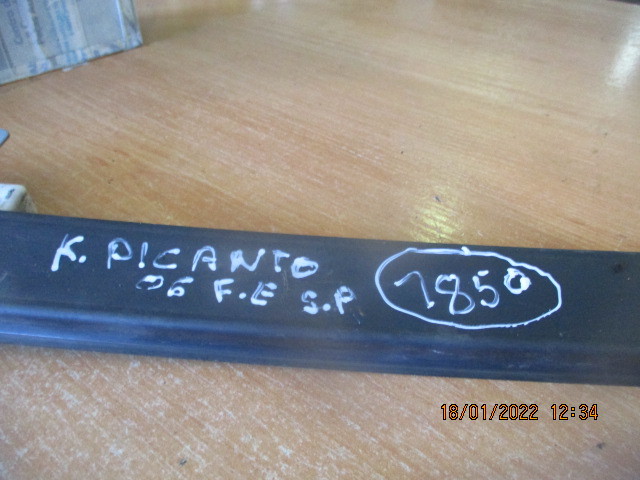 K. PICANTO
06 F.E S.P
1850
18/01/2022 12:34